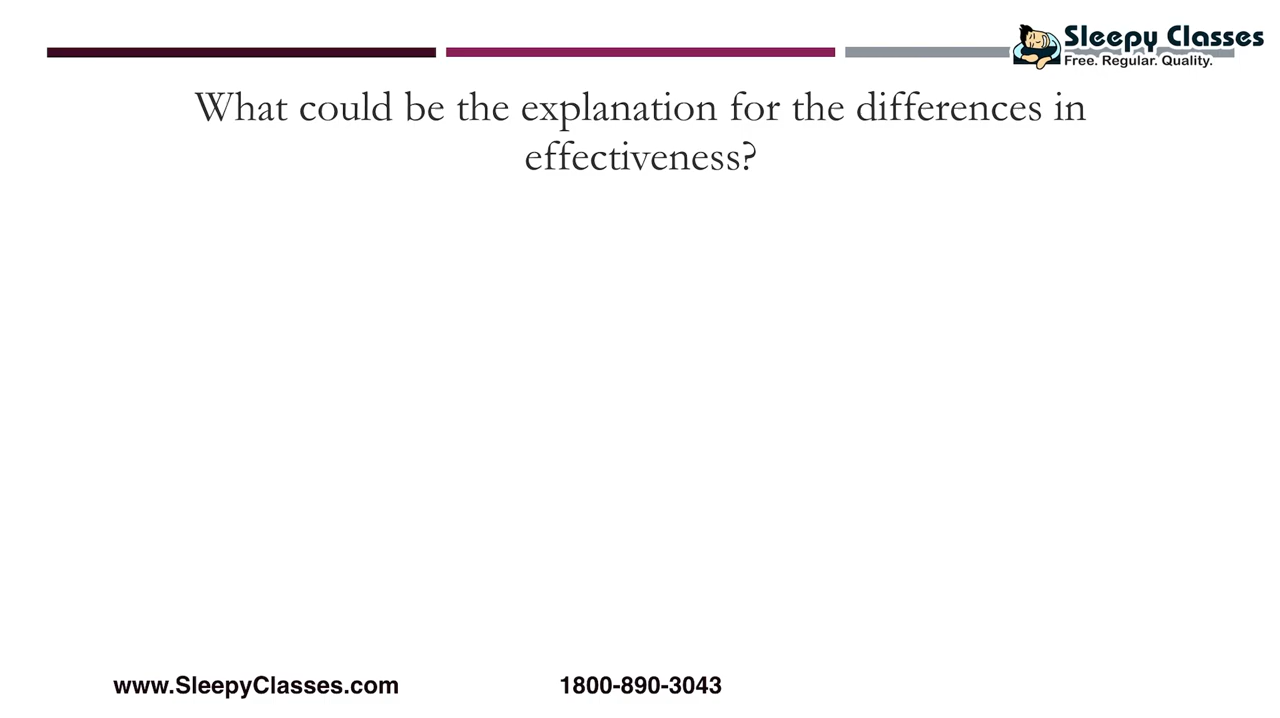 Sleepy Classes
Free. Regular. Quality.
What could be the explanation for the differences in
effectiveness?
www.SleepyClasses.com
1800-890-3043